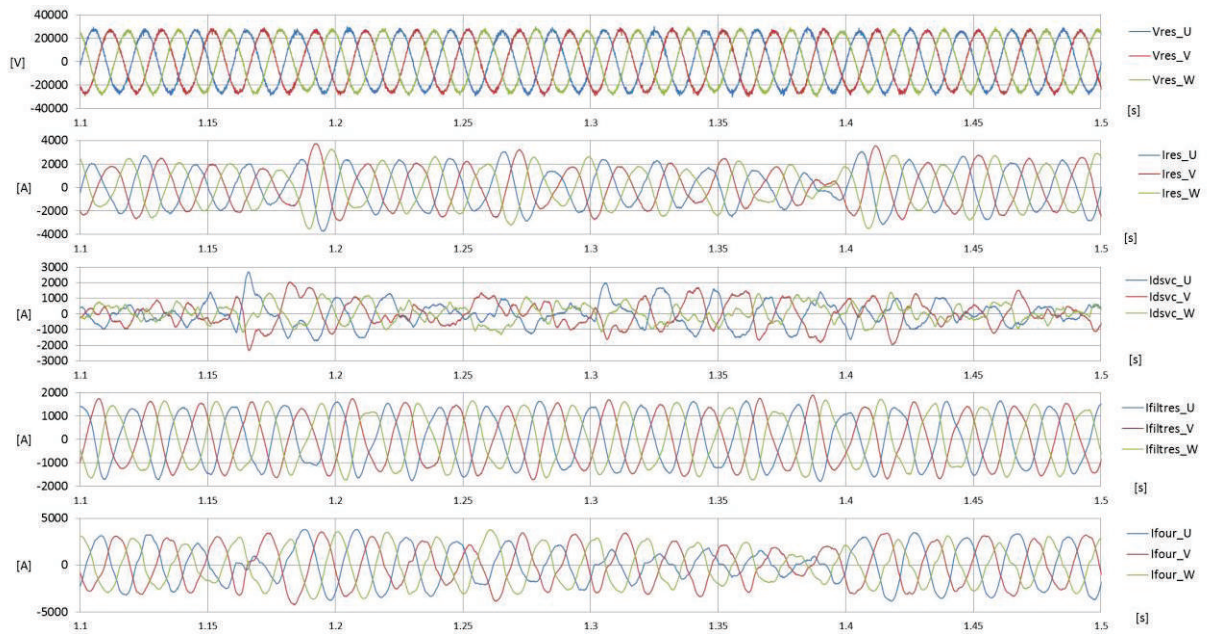 40000
20000
[V]
0
-20000
-40000
1.1 1.15 1.2 1.25 1.3 1.35 1.4 1.45 1.5
[s]
Vres_U
Vres_V
Vres_W
4000
2000
[A]
0
-2000
-4000
1.1 1.15 1.2 1.25 1.3 1.35 1.4 1.45 1.5
[s]
Ires_U
Ires_V
Ires_W
3000
2000
1000
[A]
0
-1000
-2000
-3000
1.1 1.15 1.2 1.25 1.3 1.35 1.4 1.45 1.5
[s]
Idsvc_U
Idsvc_V
Idsvc_W
2000
1000
[A]
0
-1000
-2000
1.1 1.15 1.2 1.25 1.3 1.35 1.4 1.45 1.5
[s]
Ifiltres_U
Ifiltres_V
Ifiltres_W
5000
[A]
0
-5000
1.1 1.15 1.2 1.25 1.3 1.35 1.4 1.45 1.5
[s]
Ifour_U
Ifour_V
Ifour_W